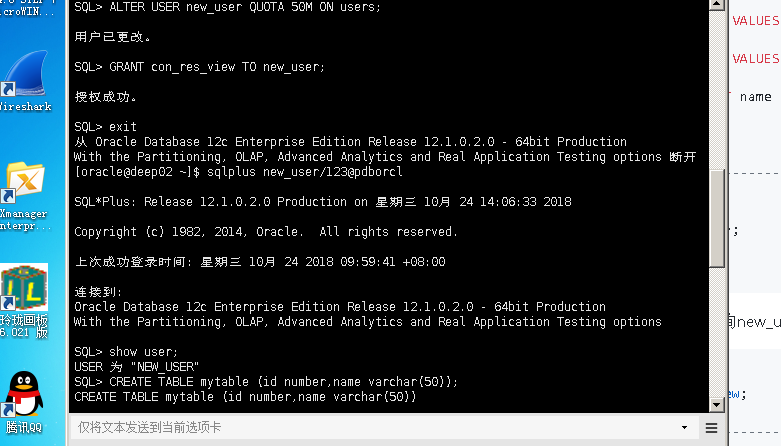 SQL> ALTER USER new_user QUOTA 50M ON users;
用户已更改。
SQL> GRANT con_res_view TO new_user;
授权成功。
SQL> exit
从 Oracle Database 12c Enterprise Edition Release 12.1.0.2.0 - 64bit Production
With the Partitioning, OLAP, Advanced Analytics and Real Application Testing options 断开
[oracle@deep02 ~]$ sqlplus new_user/123@pdborcl
SQL*Plus: Release 12.1.0.2.0 Production on 星期三 10月 24 14:06:33 2018
Copyright (c) 1982, 2014, Oracle.  All rights reserved.
上次成功登录时间: 星期三 10月 24 2018 09:59:41 +08:00
连接到:
Oracle Database 12c Enterprise Edition Release 12.1.0.2.0 - 64bit Production
With the Partitioning, OLAP, Advanced Analytics and Real Application Testing options
SQL> show user;
USER 为 "NEW_USER"
SQL> CREATE TABLE mytable (id number,name varchar(50));
CREATE TABLE mytable (id number,name varchar(50))
仅将文本发送到当前选项卡
icroWIN...
Wireshark
Xmanager
Enterpr...
玲珑画板
6.021 版
腾讯QQ
VALUES
VALUES
name
;
new_u
ew;